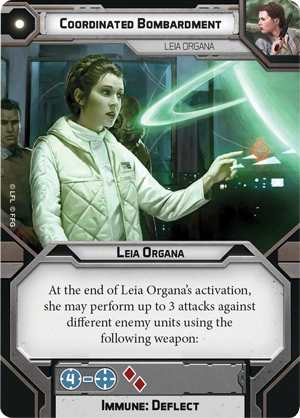 COORDINATED BOMBARDMENT
LEIA ORGANA
© LFL © FFG
LEIA ORGANA
At the end of Leia Organa's activation,
she may perform up to 3 attacks against
different enemy units using the
following weapon:
4 –
IMMUNE: DEFLECT